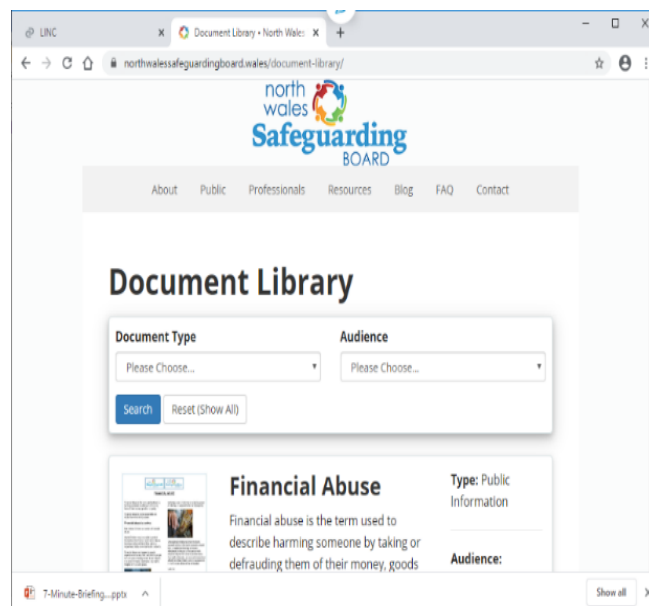 LINC
Document Library • North Wales
northwalessafeguardingboard.wales/document-library/
north
wales
Safeguarding
BOARD
About Public Professionals Resources Blog FAQ Contact
Document Library
Document Type Audience
Please Choose... Please Choose...
Search Reset (Show All)
Financial Abuse
Type: Public
Information
Financial abuse is the term used to
describe harming someone by taking or
defrauding them of their money, goods
Audience:
7-Minute-Briefing....pptx Show all